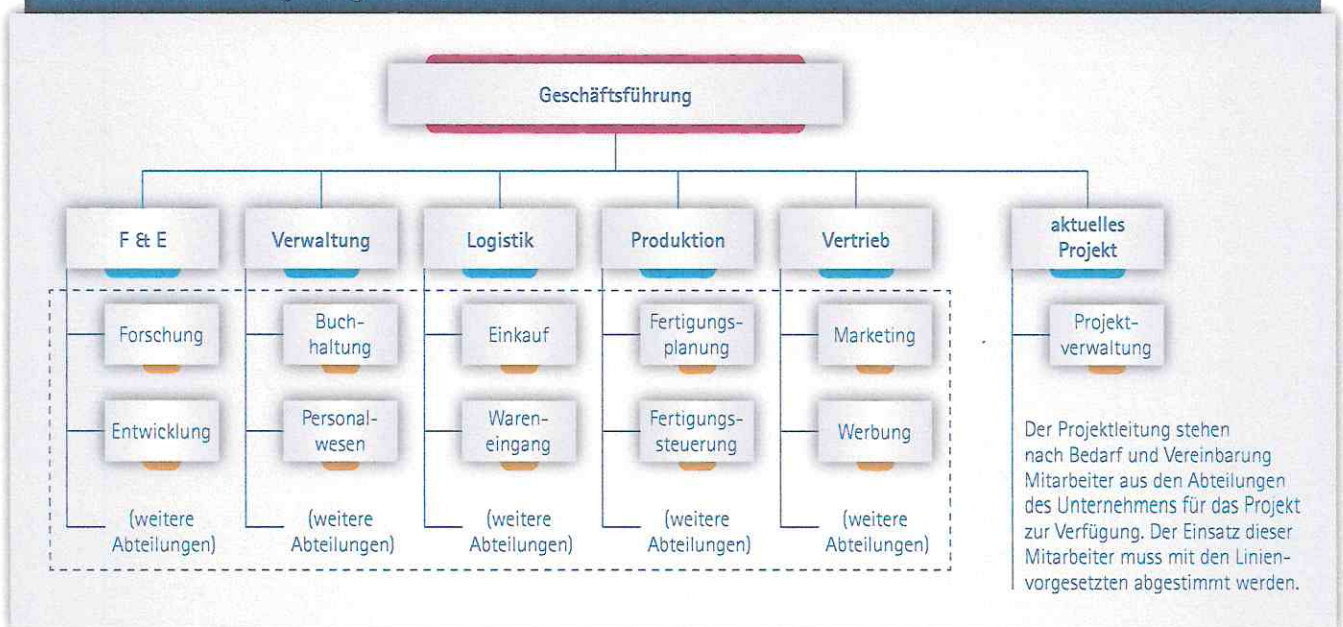 Geschäftsführung
F & E
Verwaltung
Logistik
Produktion
Vertrieb
aktuelles
Projekt
Forschung
Buch-
haltung
Einkauf
Fertigungs-
planung
Marketing
Projekt-
verwaltung
Entwicklung
Personal-
wesen
Waren-
eingang
Fertigungs-
steuerung
Werbung
(weitere
Abteilungen)
(weitere
Abteilungen)
(weitere
Abteilungen)
(weitere
Abteilungen)
(weitere
Abteilungen)
Der Projektleitung stehen
nach Bedarf und Vereinbarung
Mitarbeiter aus den Abteilungen
des Unternehmens für das Projekt
zur Verfügung. Der Einsatz dieser
Mitarbeiter muss mit den Linien-
vorgesetzten abgestimmt werden.